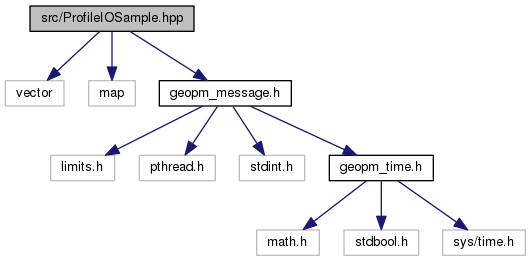 src/ProfileIOSample.hpp
vector
map
geopm_message.h
limits.h
pthread.h
stdint.h
geopm_time.h
math.h
stdbool.h
sys/time.h